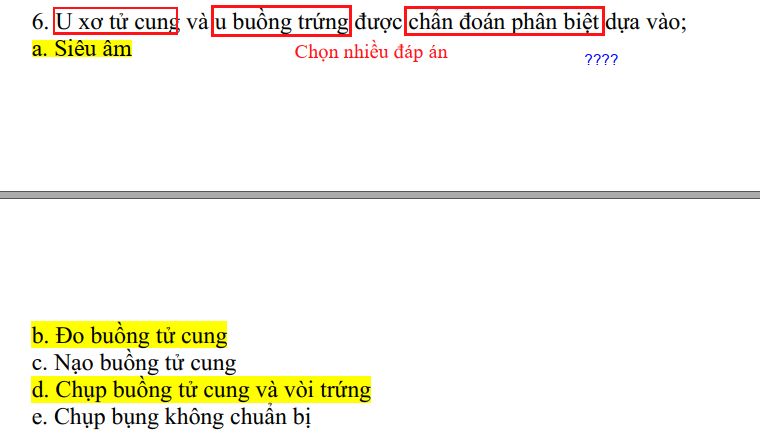 6. U xơ tử cung và u buồng trứng được chẩn đoán phân biệt dựa vào;
a. Siêu âm
Chọn nhiều đáp án
????
b. Đo buồng tử cung
c. Nạo buồng tử cung
d. Chụp buồng tử cung và vòi trứng
e. Chụp bụng không chuẩn bị